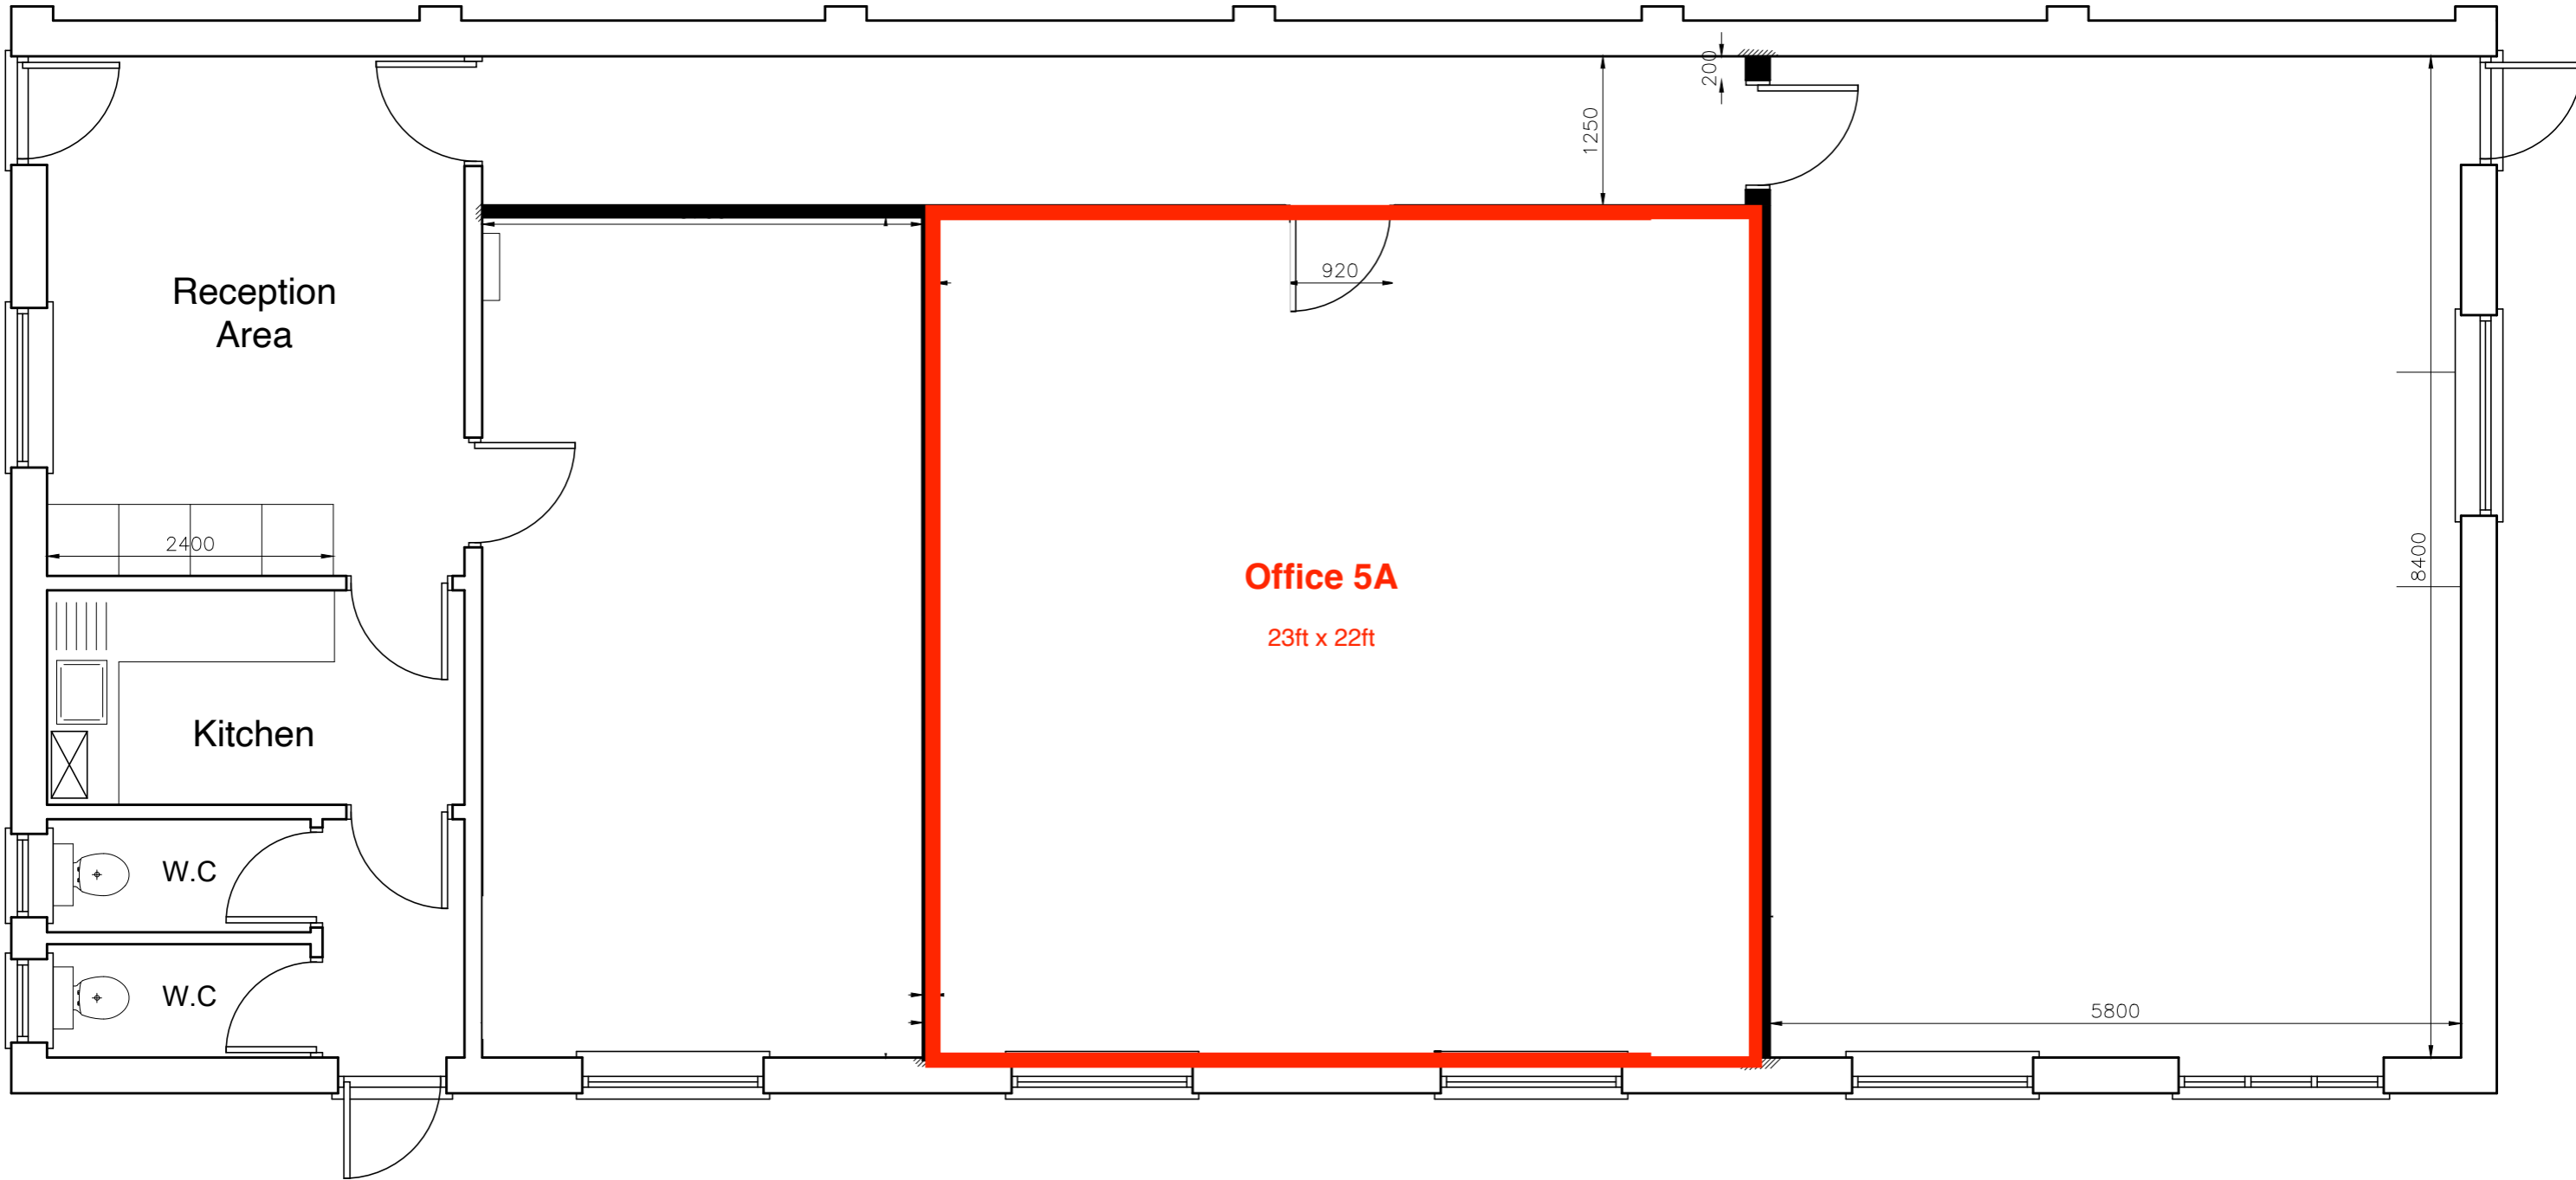 200
1250
920
Reception
Area
2400
8400
Office 5A
23ft x 22ft
Kitchen
W.C
W.C
5800